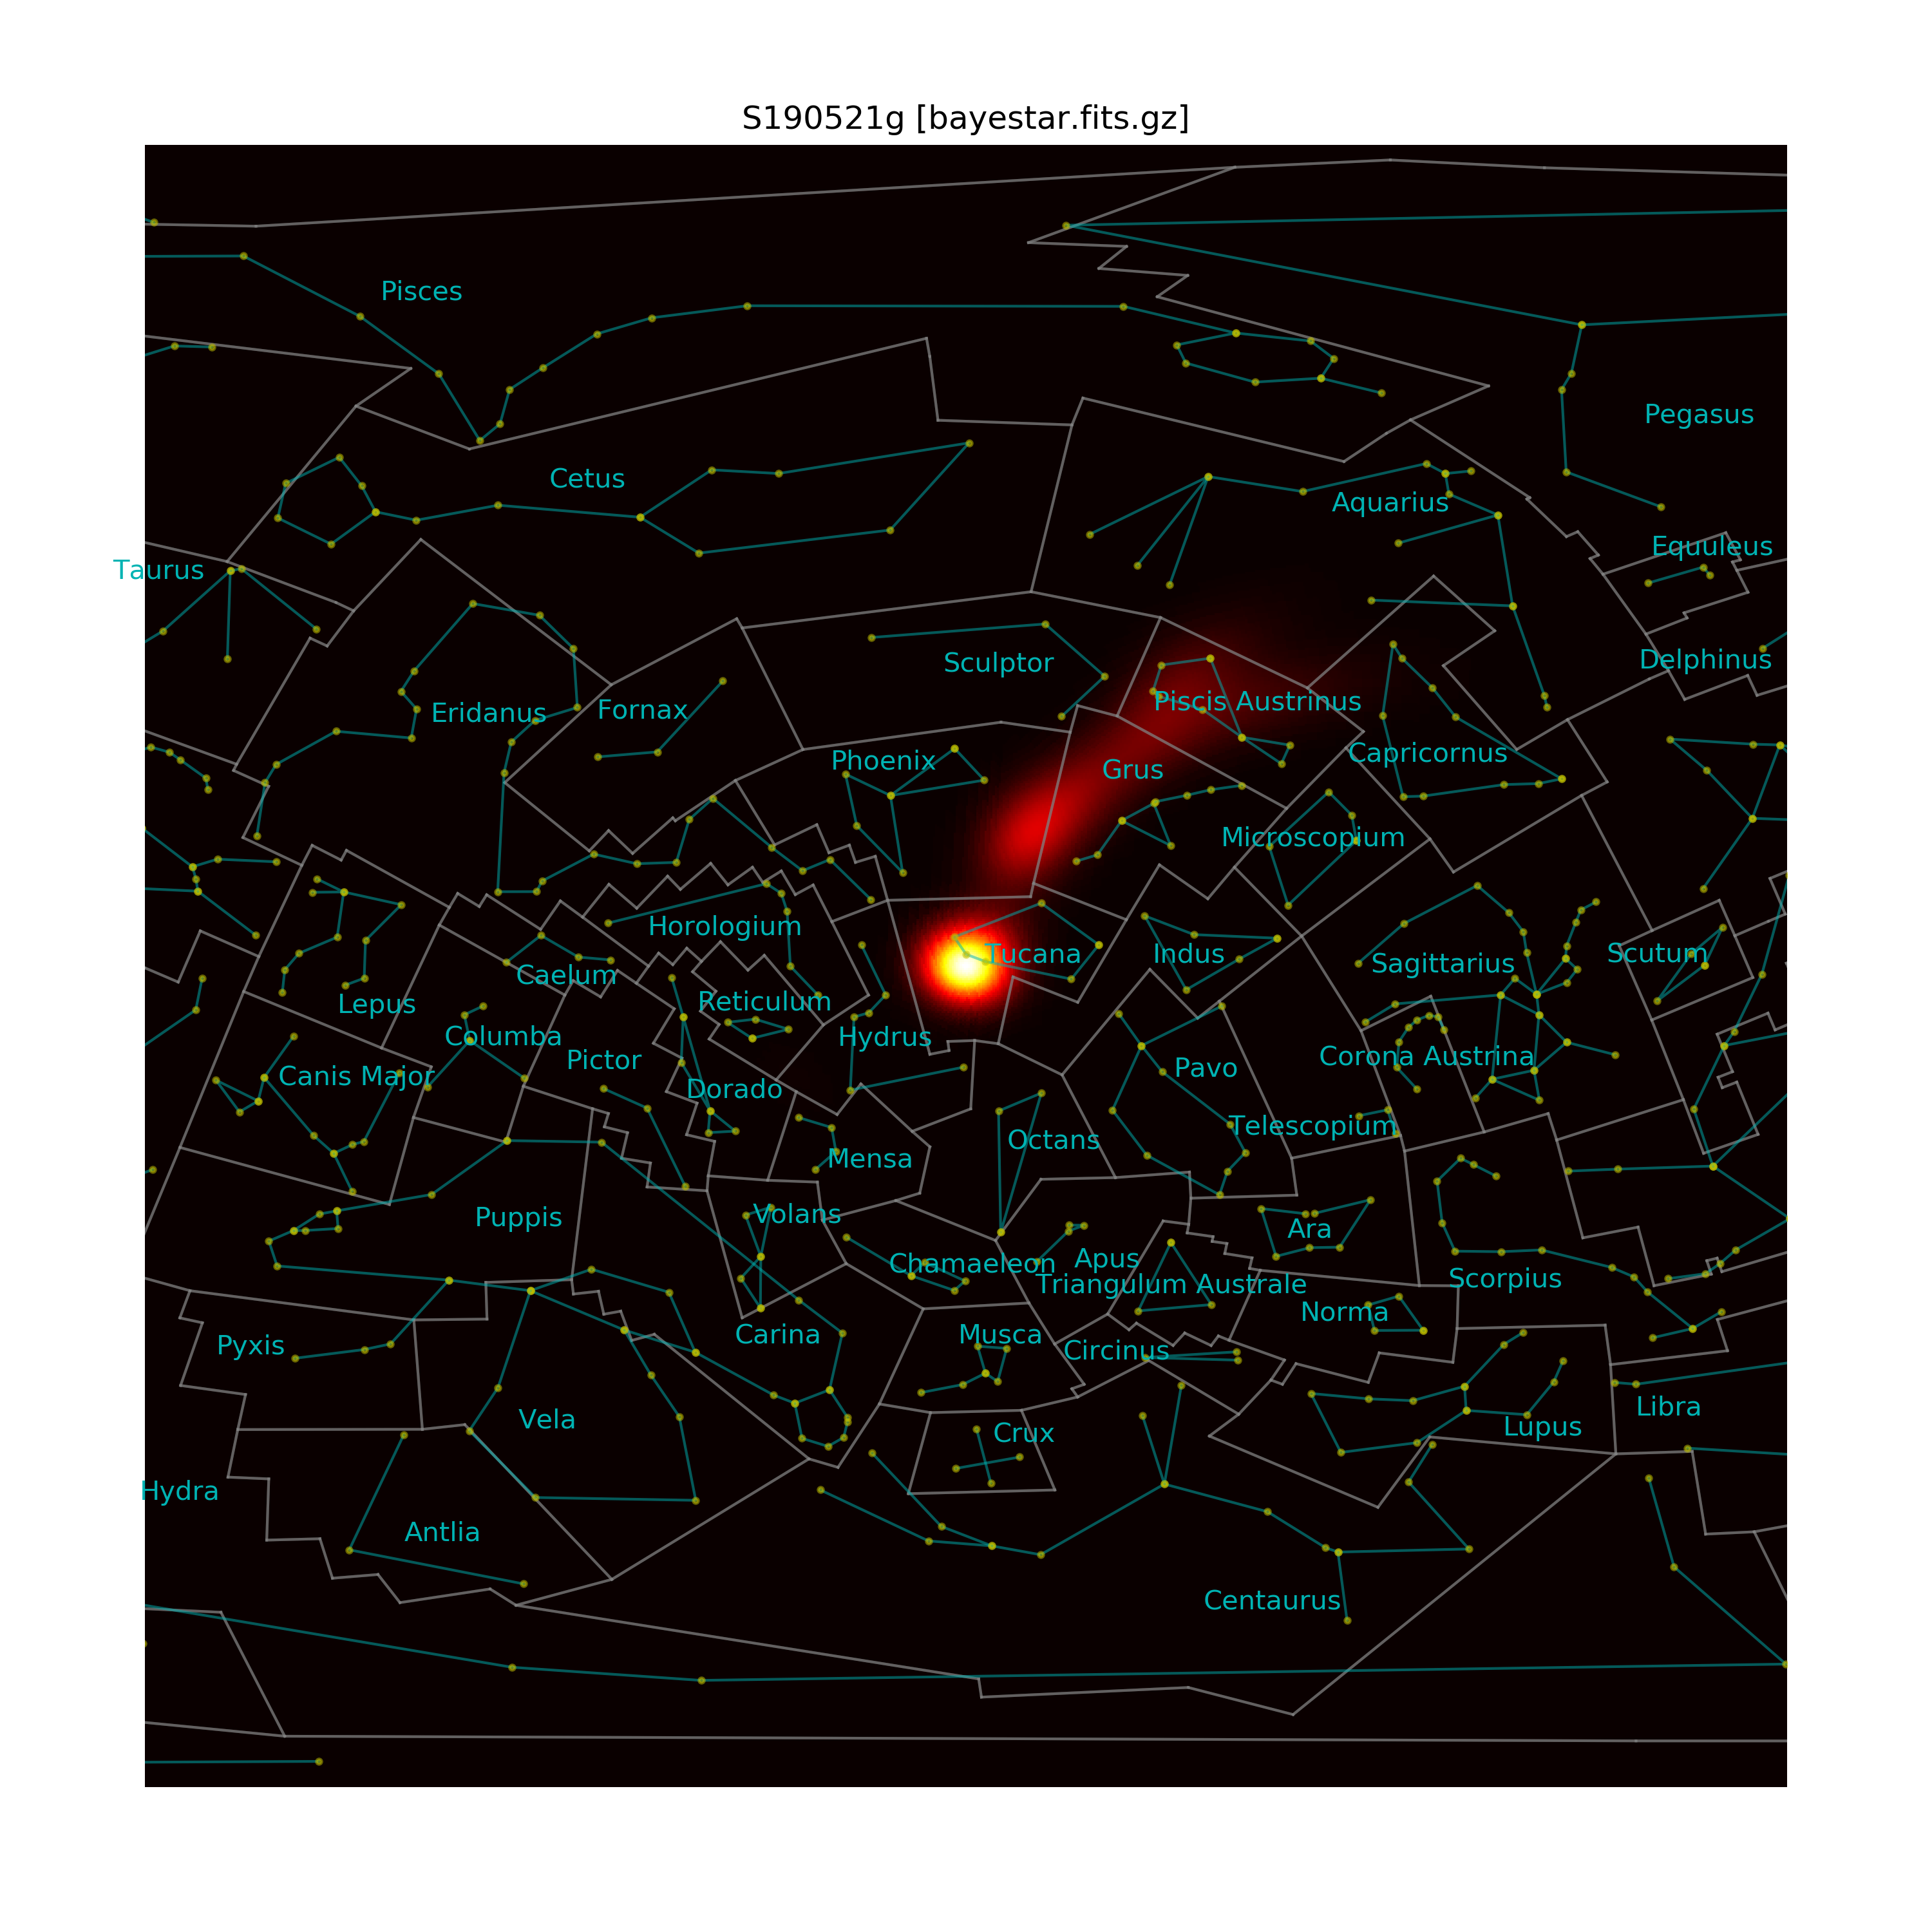 S190521g [bayestar.fits.gz]
Pisces
Pegasus
Cetus
Aquarius
Equuleus
Taurus
Sculptor
Delphinus
Eridanus
Fornax
Piscis Austrinus
Phoenix
Grus
Capricornus
Microscopium
Horologium
Tucana
Indus
Sagittarius
Scutum
Caelum
Lepus
Reticulum
Columba
Hydrus
Pictor
Corona Austrina
Canis Major
Dorado
Pavo
Telescopium
Octans
Mensa
Puppis
Volans
Ara
Chamaeleon
Apus
Triangulum Australe
Scorpius
Norma
Pyxis
Carina
Musca
Circinus
Vela
Crux
Lupus
Libra
Hydra
Antlia
Centaurus